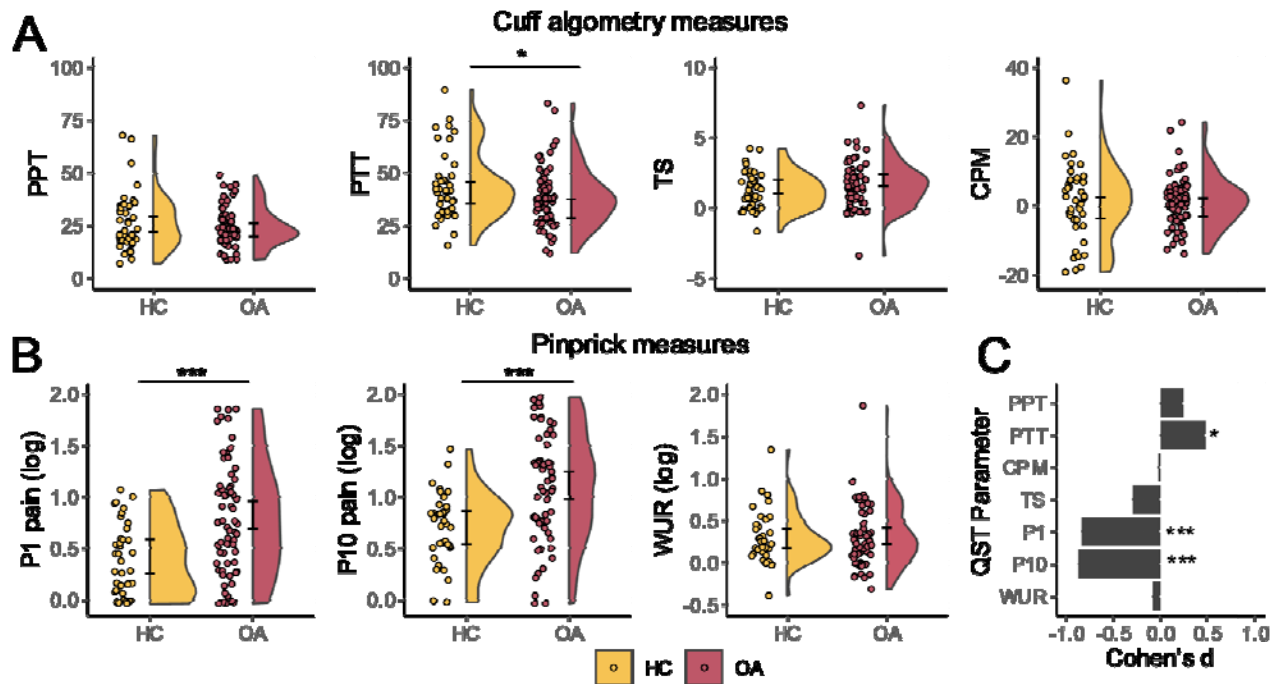 A
Cuff algometry measures
PPT
100
75
50
25
0
HC
OA
PTT
100
75
50
25
0
*
HC
OA
TS
10
5
0
-5
HC
OA
CPM
40
20
0
-20
HC
OA
B
Pinprick measures
P1 pain (log)
2.0
1.5
1.0
0.5
0.0
***
HC
OA
P10 pain (log)
2.0
1.5
1.0
0.5
0.0
***
HC
OA
WUR (log)
2.0
1.5
1.0
0.5
0.0
-0.5
HC
OA
C
QST Parameter
PPT
PTT *
CPM
TS
P1 ***
P10 ***
WUR
-1.0 -0.5 0.0 0.5 1.0
Cohen's d
HC OA